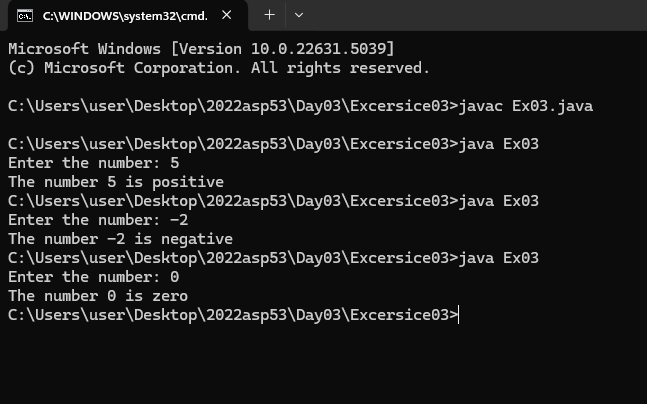 C:\WINDOWS\system32\cmd.
Microsoft Windows [Version 10.0.22631.5039]
(c) Microsoft Corporation. All rights reserved.
C:\Users\user\Desktop\2022asp53\Day03\Excersice03>javac Ex03.java
C:\Users\user\Desktop\2022asp53\Day03\Excersice03>java Ex03
Enter the number: 5
The number 5 is positive
C:\Users\user\Desktop\2022asp53\Day03\Excersice03>java Ex03
Enter the number: -2
The number -2 is negative
C:\Users\user\Desktop\2022asp53\Day03\Excersice03>java Ex03
Enter the number: 0
The number 0 is zero
C:\Users\user\Desktop\2022asp53\Day03\Excersice03>